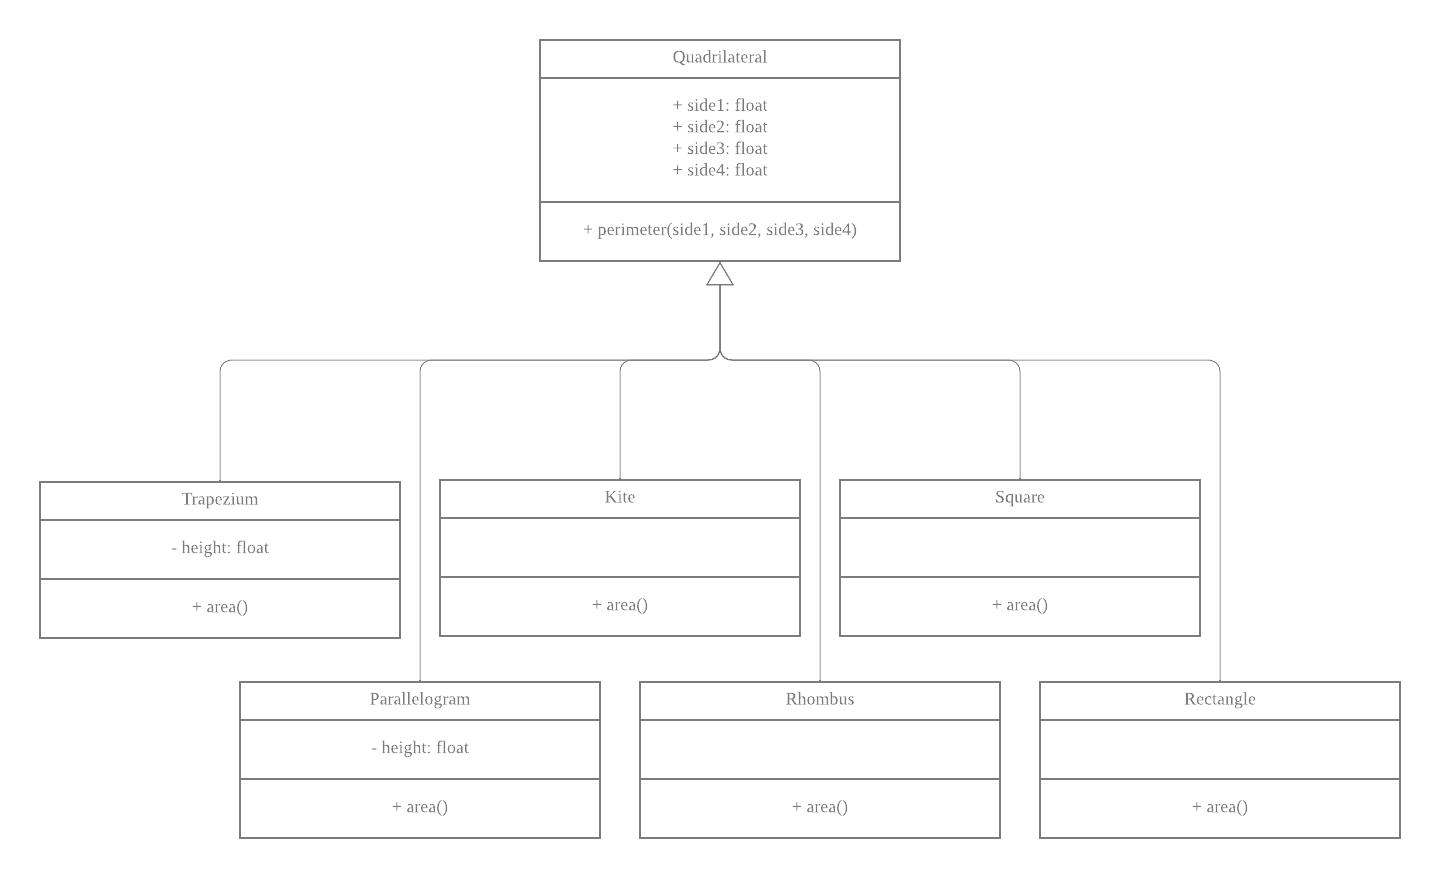 Quadrilateral
+ side1: float
+ side2: float
+ side3: float
+ side4: float
+ perimeter(side1, side2, side3, side4)
Trapezium
- height: float
+ area()
Kite
+ area()
Square
+ area()
Parallelogram
- height: float
+ area()
Rhombus
+ area()
Rectangle
+ area()